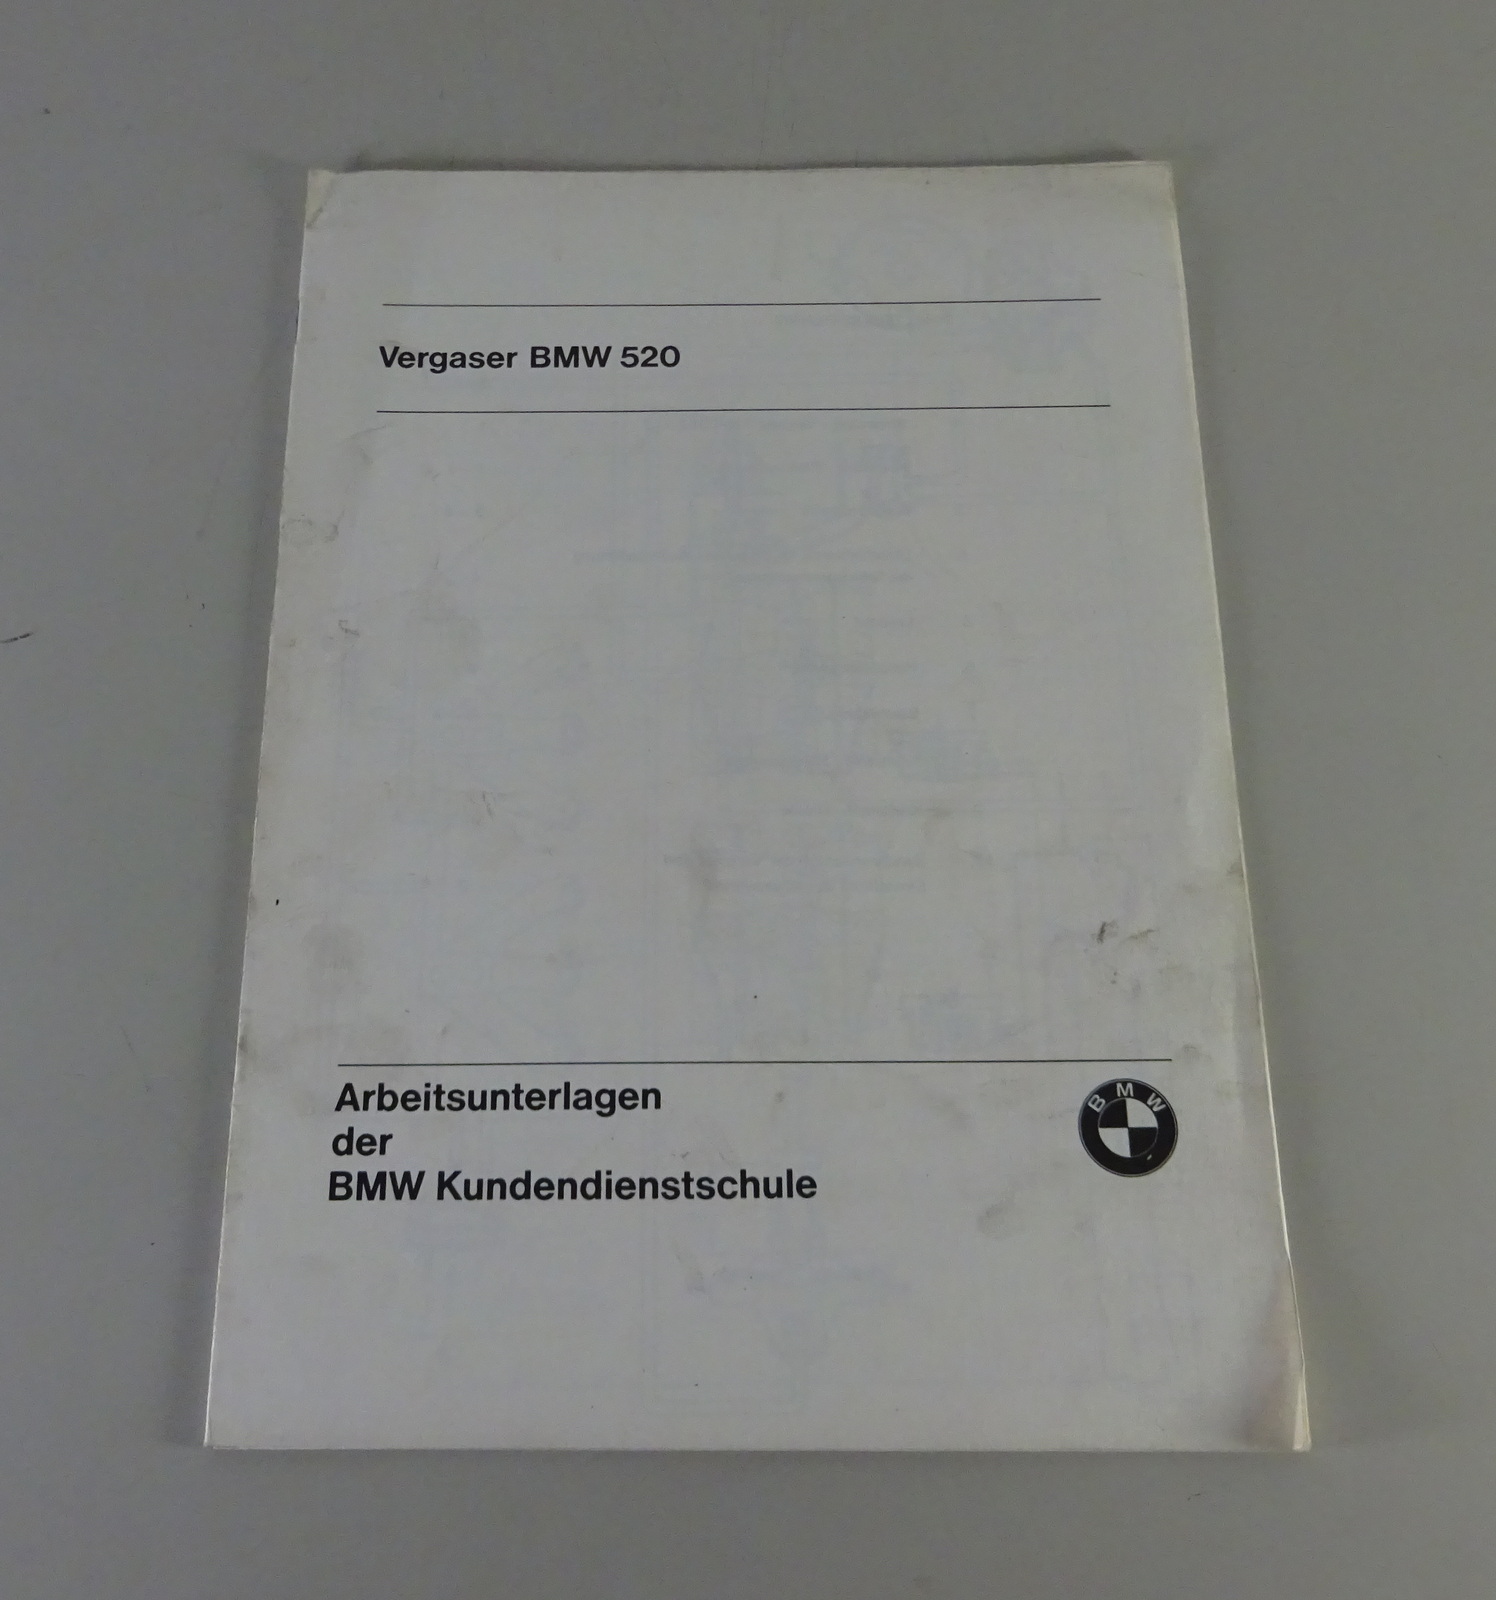 Vergaser BMW 520
Arbeitsunterlagen
der
BMW Kundendienstschule
BMW